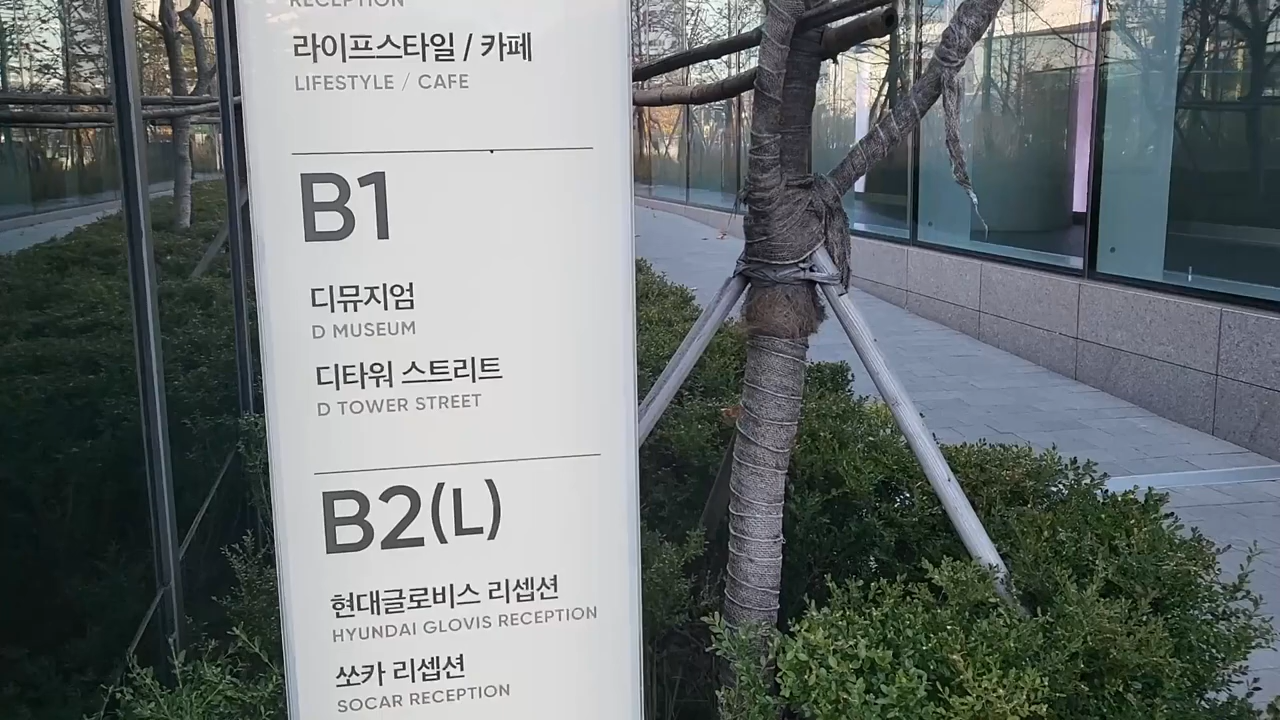 RECEPTION
라이프스타일 / 카페
LIFESTYLE / CAFE
B1
디뮤지엄
D MUSEUM
디타워 스트리트
D TOWER STREET
B2(L)
현대글로비스 리셉션
HYUNDAI GLOVIS RECEPTION
쏘카 리셉션
SOCAR RECEPTION